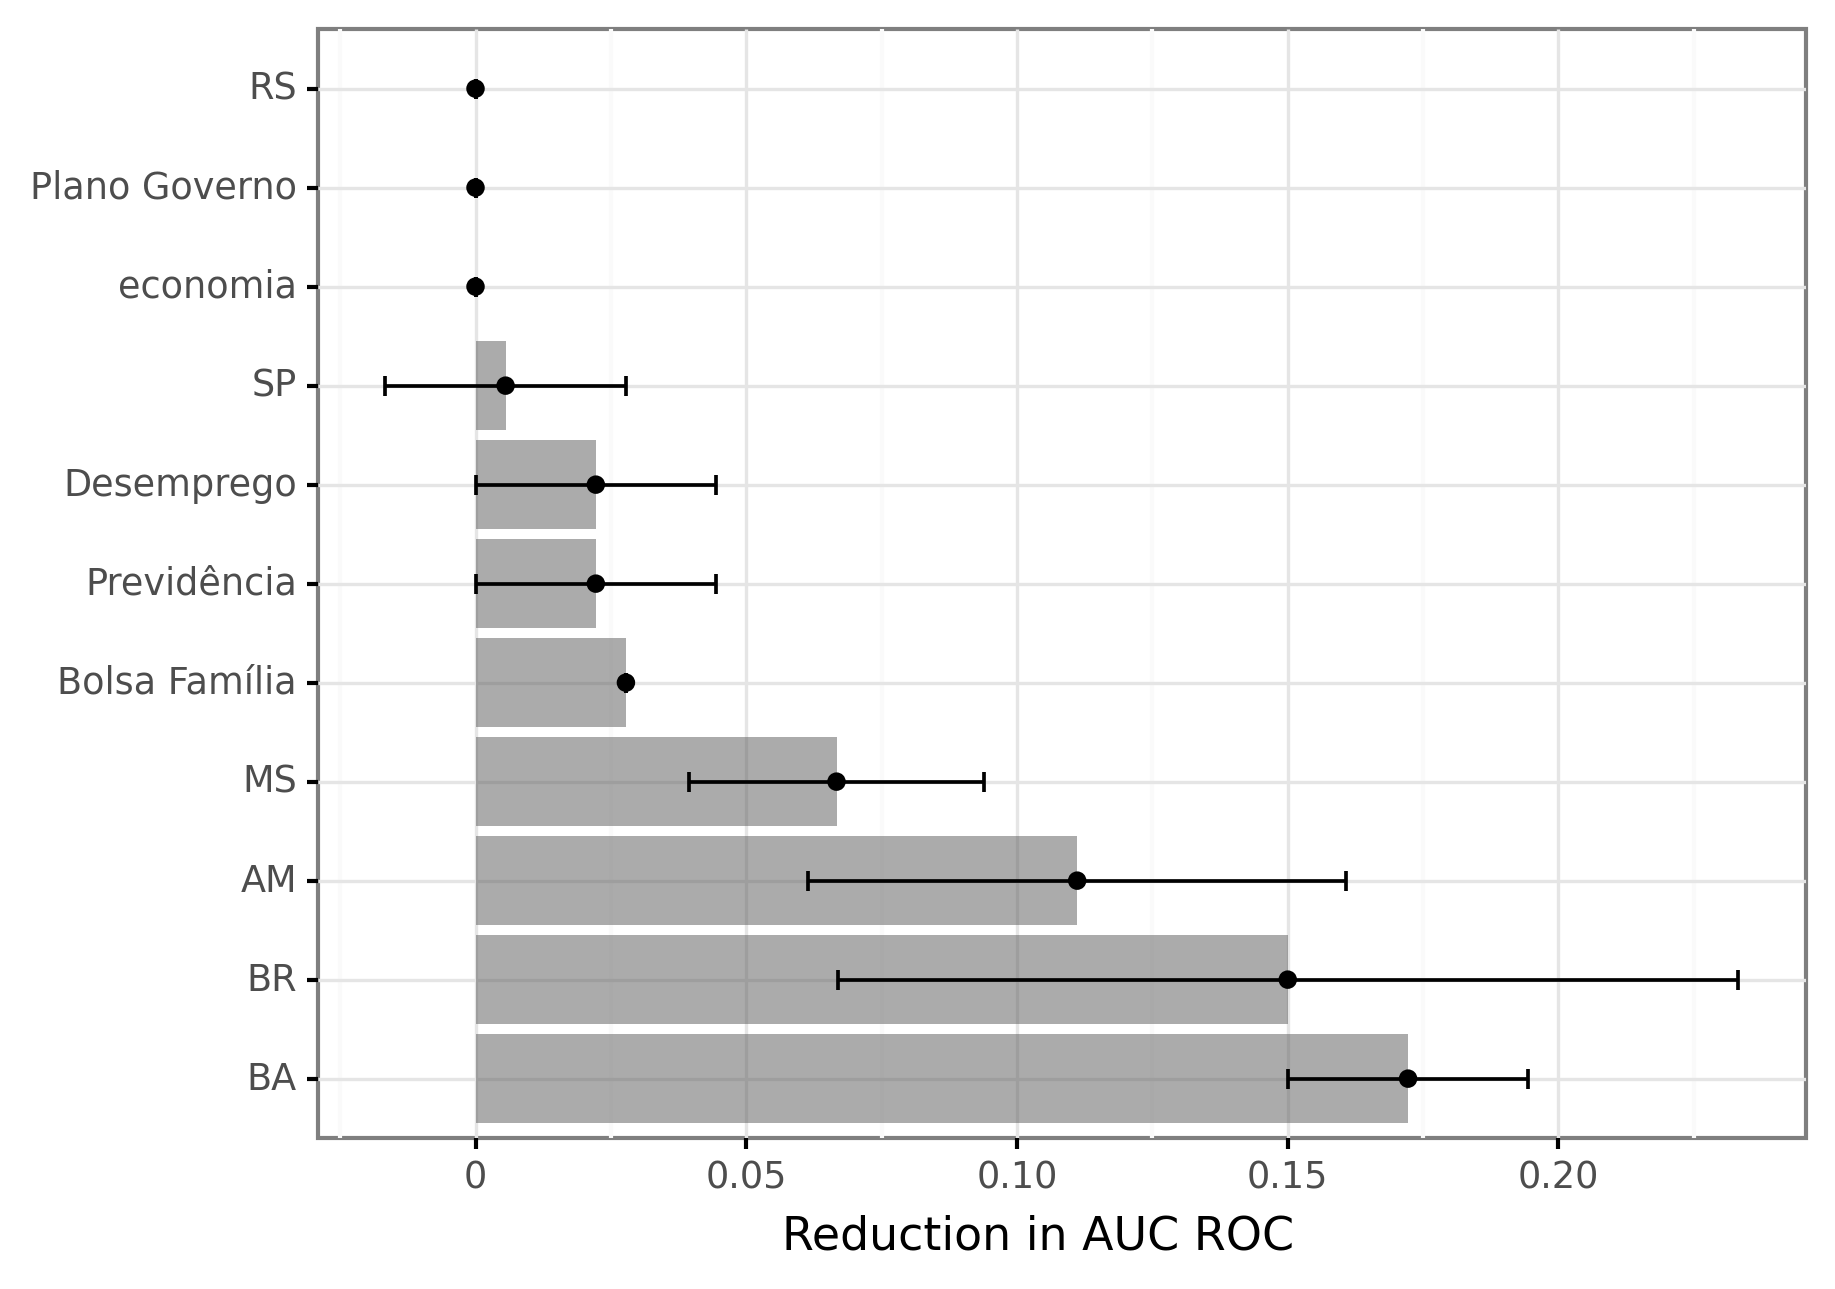 RS
Plano Governo
economia
SP
Desemprego
Previdência
Bolsa Família
MS
AM
BR
BA
0 0.05 0.10 0.15 0.20
Reduction in AUC ROC